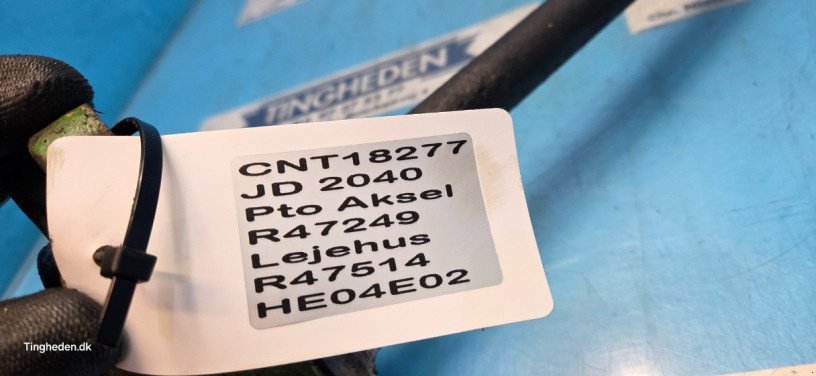 TINGHEDEN
CNT18277
JD 2040
Pto Aksel
R47249
Lejehus
R47514
HE04E02
Tingheden.dk